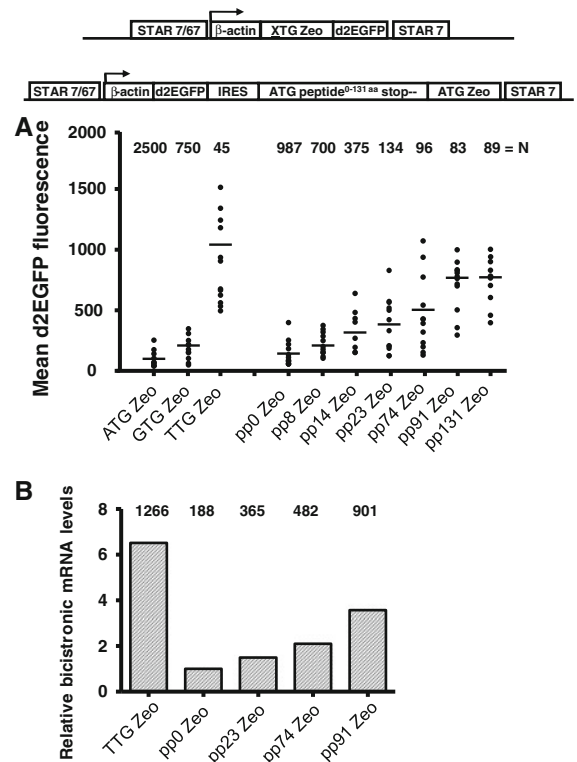 STAR 7/67 β-actin XTG Zeo d2EGFP STAR 7
STAR 7/67 β-actin d2EGFP IRES ATG peptide0-131 aa stop-- ATG Zeo STAR 7
A
Mean d2EGFP fluorescence
2000
1500
1000
500
0
2500 750 45 987 700 375 134 96 83 89 = N
ATG Zeo GTG Zeo TTG Zeo pp0 Zeo pp8 Zeo pp14 Zeo pp23 Zeo pp74 Zeo pp91 Zeo pp131 Zeo
B
Relative bicistronic mRNA levels
8
6
4
2
0
1266 188 365 482 901
TTG Zeo pp0 Zeo pp23 Zeo pp74 Zeo pp91 Zeo